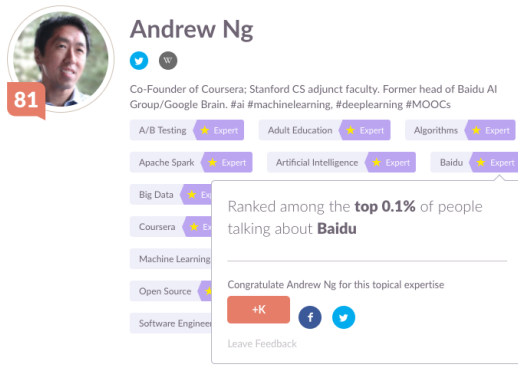 Andrew Ng
W
81
Co-Founder of Coursera; Stanford CS adjunct faculty. Former head of Baidu AI
Group/Google Brain. #ai #machinelearning, #deeplearning #MOOCs
A/B Testing Expert Adult Education Expert Algorithms Expert
Apache Spark Expert Artificial Intelligence Expert Baidu Expert
Big Data
Coursera
Machine Learning
Open Source
Software
Ranked among the top 0.1% of people
talking about Baidu
Congratulate Andrew Ng for this topical expertise
+K f
Leave Feedback